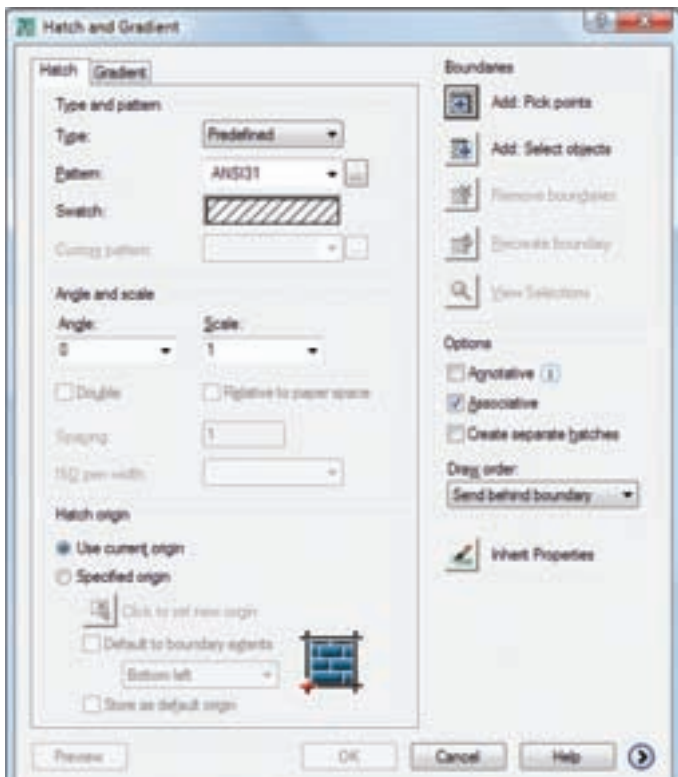 Hatch and Gradient
Hatch Gradient
Type and pattern
Type: Predefined
Pattern: ANSI31 ...
Swatch:
Custom pattern:
Angle and scale
Angle: Scale:
0 1
Double Relative to paper space
Spacing: 1
ISO pen width:
Hatch origin
Use current origin
Specified origin
Click to set new origin
Default to boundary extents
Bottom left
Store as default origin
Preview
Boundaries
Add: Pick points
Add: Select objects
Remove boundaries
Recreate boundary
View Selections
Options
Annotative
Associative
Create separate hatches
Draw order:
Send behind boundary
Inherit Properties
OK Cancel Help